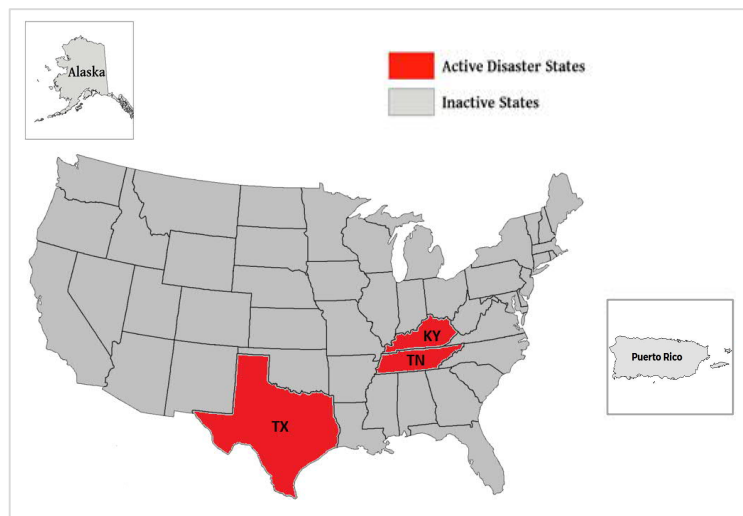 Alaska
Active Disaster States
Inactive States
KY
TN
TX
Puerto Rico